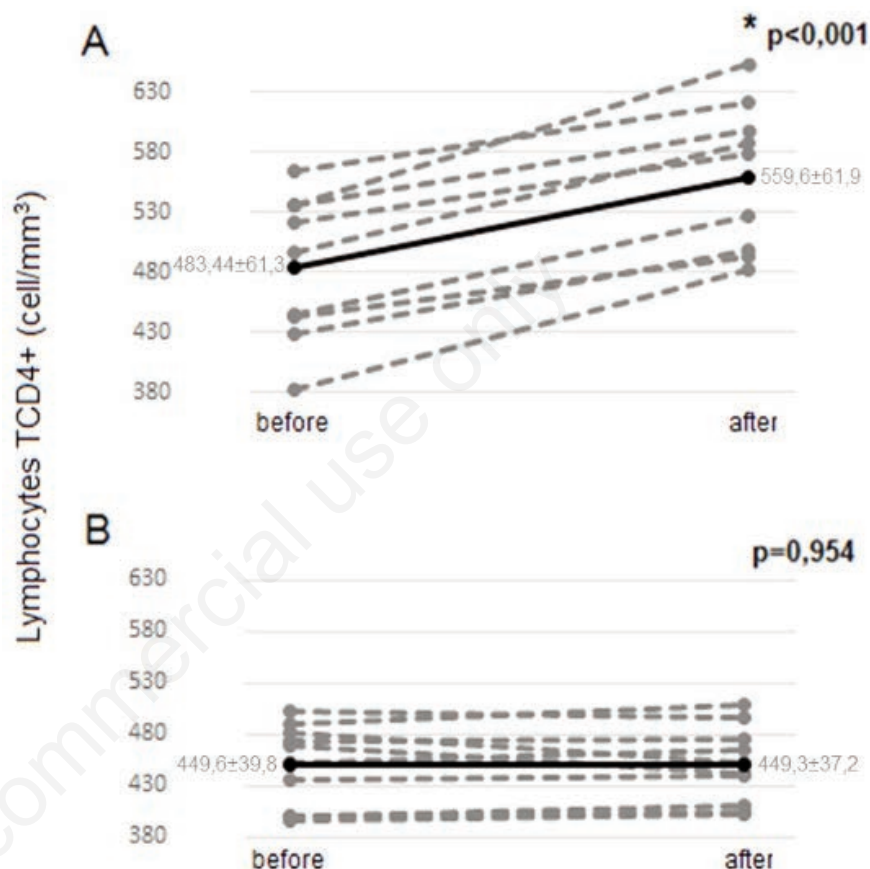 A
* p<0,001
Lymphocytes TCD4+ (cell/mm³)
630
580
530
480
430
380
483,44±61,3
559,6±61,9
before
after
B
p=0,954
630
580
530
480
430
380
449,6±39,8
449,3±37,2
before
after
commercial use only